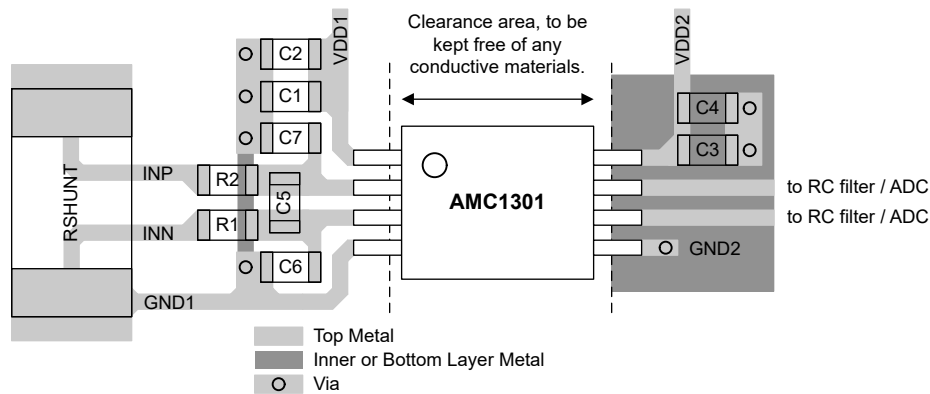 Clearance area, to be
kept free of any
conductive materials.
VDD1
VDD2
C2
C1
C7
C4
C3
RSHUNT
INP
R2
C5
INN
R1
C6
GND1
AMC1301
to RC filter / ADC
to RC filter / ADC
GND2
Top Metal
Inner or Bottom Layer Metal
Via